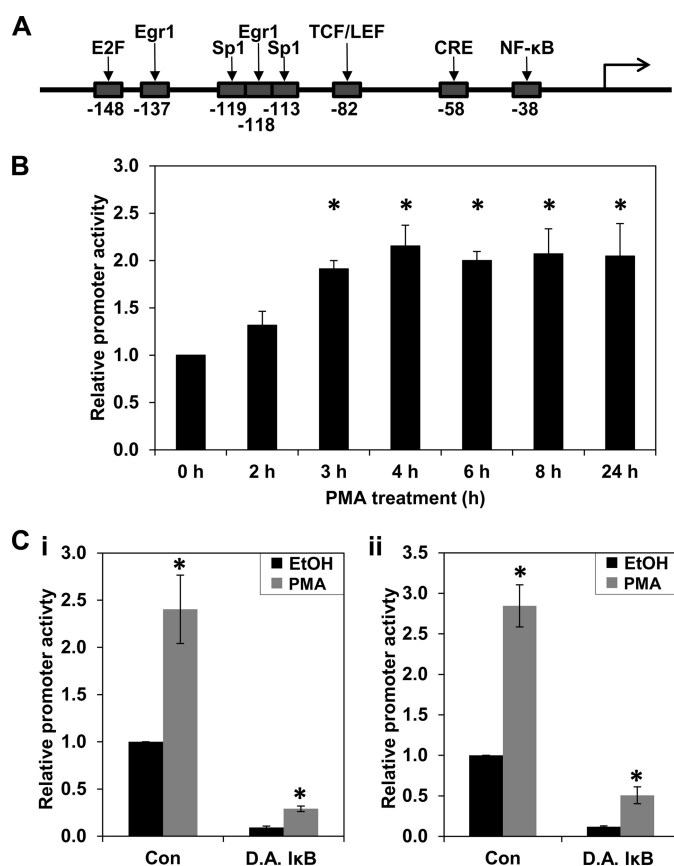 A
E2F Egr1 Sp1 Egr1 Sp1 TCF/LEF CRE NF-κB
-148 -137 -119 -118 -113 -82 -58 -38
B
Relative promoter activity
3.0
2.5
2.0
1.5
1.0
0.5
0.0
* * * * *
0 h 2 h 3 h 4 h 6 h 8 h 24 h
PMA treatment (h)
C i
Relative promoter activty
3.0
2.5
2.0
1.5
1.0
0.5
0.0
EtOH
PMA
*
*
Con D.A. IκB
ii
Relative promoter activity
3.5
3.0
2.5
2.0
1.5
1.0
0.5
0.0
EtOH
PMA
*
*
Con D.A. IκB